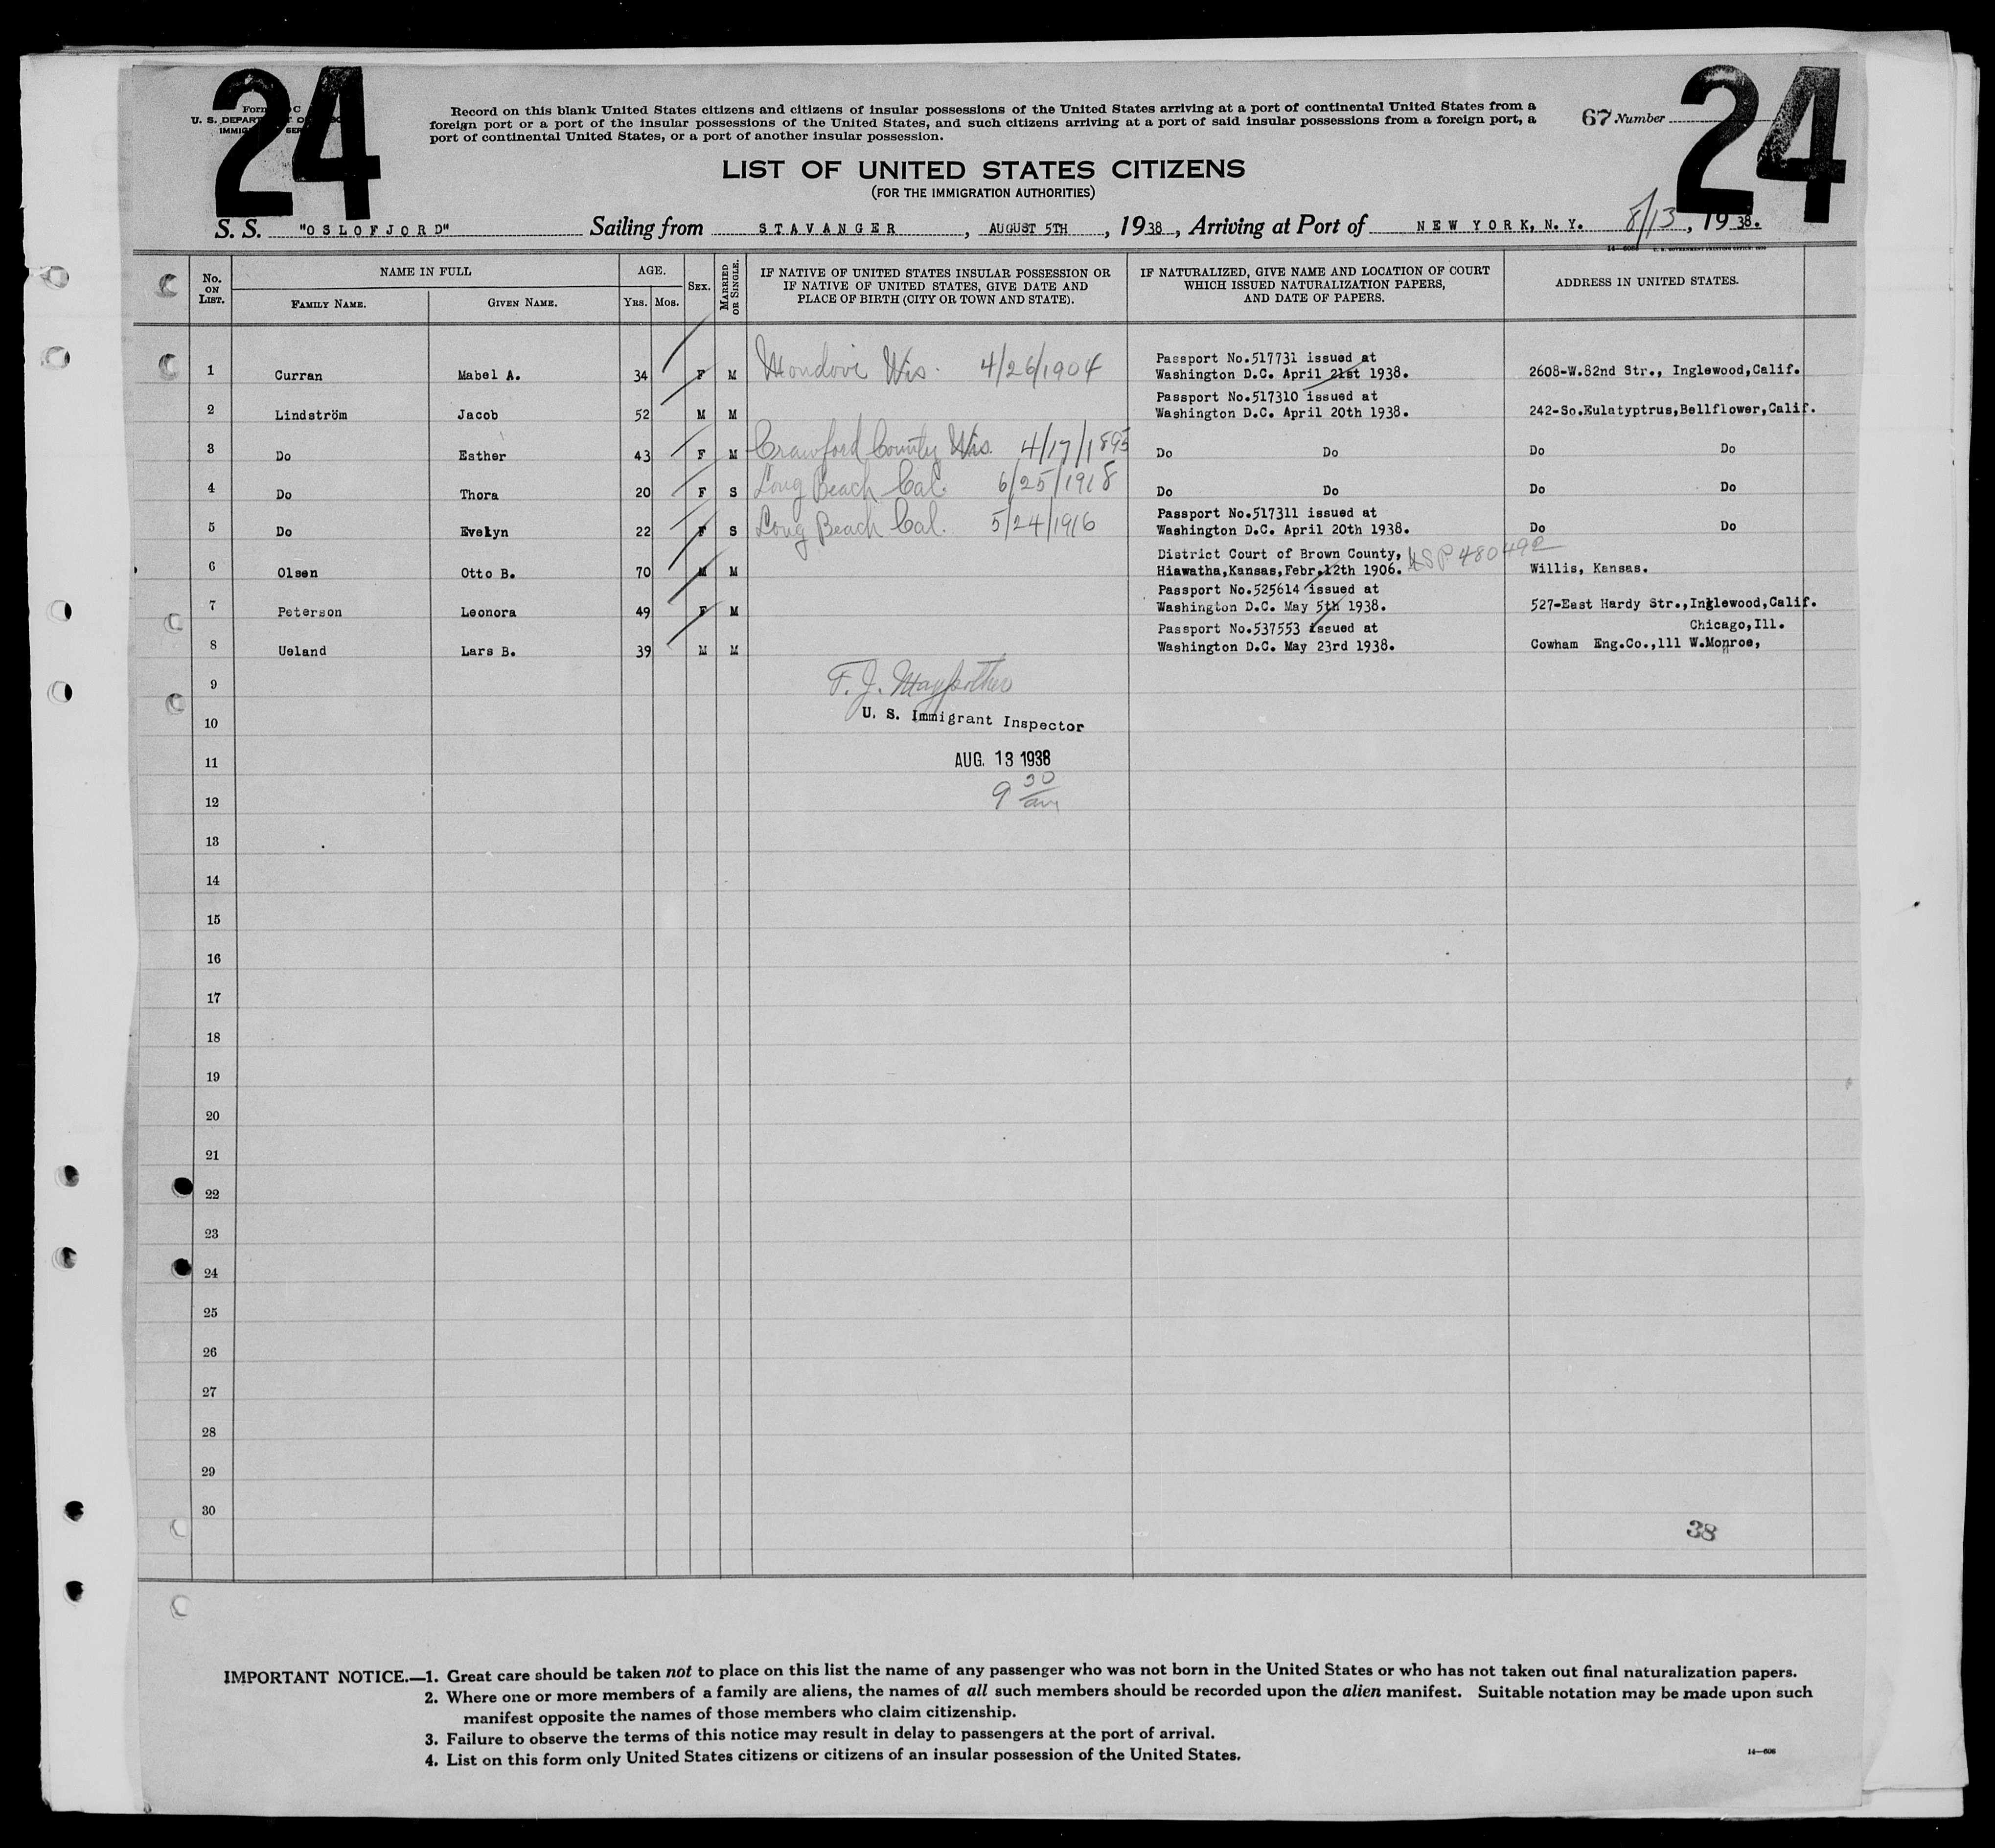 24
24
Form C
U. S. DEPART
IMMIG SER
Record on this blank United States citizens and citizens of insular possessions of the United States arriving at a port of continental United States from a
foreign port or a port of the insular possessions of the United States, and such citizens arriving at a port of said insular possessions from a foreign port, a
port of continental United States, or a port of another insular possession.
67 Number
LIST OF UNITED STATES CITIZENS
(FOR THE IMMIGRATION AUTHORITIES)
S. S. "OSLOFJORD" Sailing from STAVANGER, AUGUST 5TH, 1938, Arriving at Port of NEW YORK, N.Y. 8/13, 1938.
No. ON LIST. NAME IN FULL FAMILY NAME. GIVEN NAME. AGE. YRS. MOS. SEX. MARRIED OR SINGLE. IF NATIVE OF UNITED STATES INSULAR POSSESSION OR IF NATIVE OF UNITED STATES, GIVE DATE AND PLACE OF BIRTH (CITY OR TOWN AND STATE). IF NATURALIZED, GIVE NAME AND LOCATION OF COURT WHICH ISSUED NATURALIZATION PAPERS, AND DATE OF PAPERS. ADDRESS IN UNITED STATES.
Passport No.517731 issued at
1 Curran Mabel A. 34 F M Mondovi Wis. 4/26/1904 Washington D.C. April 21st 1938. 2608-W.82nd Str., Inglewood,Calif.
Passport No.517310 issued at
2 Lindström Jacob 52 M M Washington D.C. April 20th 1938. 242-So.Eulatyptrus,Bellflower,Calif.
3 Do Esther 43 F M Crawford County Wis. 4/17/1895 Do Do Do Do
4 Do Thora 20 F S Long Beach Cal. 6/25/1918 Do Do Do Do
Passport No.517311 issued at
5 Do Evelyn 22 F S Long Beach Cal. 5/24/1916 Washington D.C. April 20th 1938. Do Do
District Court of Brown County, USP 480492
6 Olsen Otto B. 70 M M Hiawatha,Kansas,Febr.12th 1906. Willis, Kansas.
Passport No.525614 issued at
7 Peterson Leonora 49 F M Washington D.C. May 5th 1938. 527-East Hardy Str.,Inglewood,Calif.
Passport No.537553 issued at Chicago,Ill.
8 Ueland Lars B. 39 M M Washington D.C. May 23rd 1938. Cowham Eng.Co.,111 W.Monroe,
9 F. J.
10 U. S. Immigrant Inspector
11 AUG. 13 1938
12 9 30 am
13
14
15
16
17
18
19
20
21
22
23
24
25
26
27
28
29
30
38
IMPORTANT NOTICE.—1. Great care should be taken not to place on this list the name of any passenger who was not born in the United States or who has not taken out final naturalization papers.
2. Where one or more members of a family are aliens, the names of all such members should be recorded upon the alien manifest. Suitable notation may be made upon such
manifest opposite the names of those members who claim citizenship.
3. Failure to observe the terms of this notice may result in delay to passengers at the port of arrival.
4. List on this form only United States citizens or citizens of an insular possession of the United States.
14—606